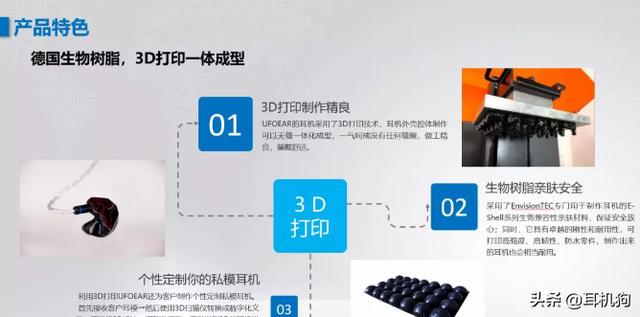 产品特色
德国生物树脂，3D打印一体成型
01
3D打印制作精良
UFOEAR的耳机采用了3D打印技术，耳机外壳腔体制作
可以无缝一体化成型，一气呵成没有任何缝隙，做工精
良，佩戴舒适。
3 D
打印
02
生物树脂亲肤安全
采用了EnvisionTEC专门用于制作耳机的E-
Shell系列生物兼容性亲肤材料，保证安全放
心；同时，它具有卓越的刚性和耐用性，可
打印高强度、高韧性、防水零件，制作出来
的耳机也会相当耐用。
个性定制你的私模耳机
利用3D打印UFOEAR还为客户制作个性定制私模耳机。
首先接收客户耳模一然后使用3D扫描仪转换成数字化文
03
头条 @耳机狗